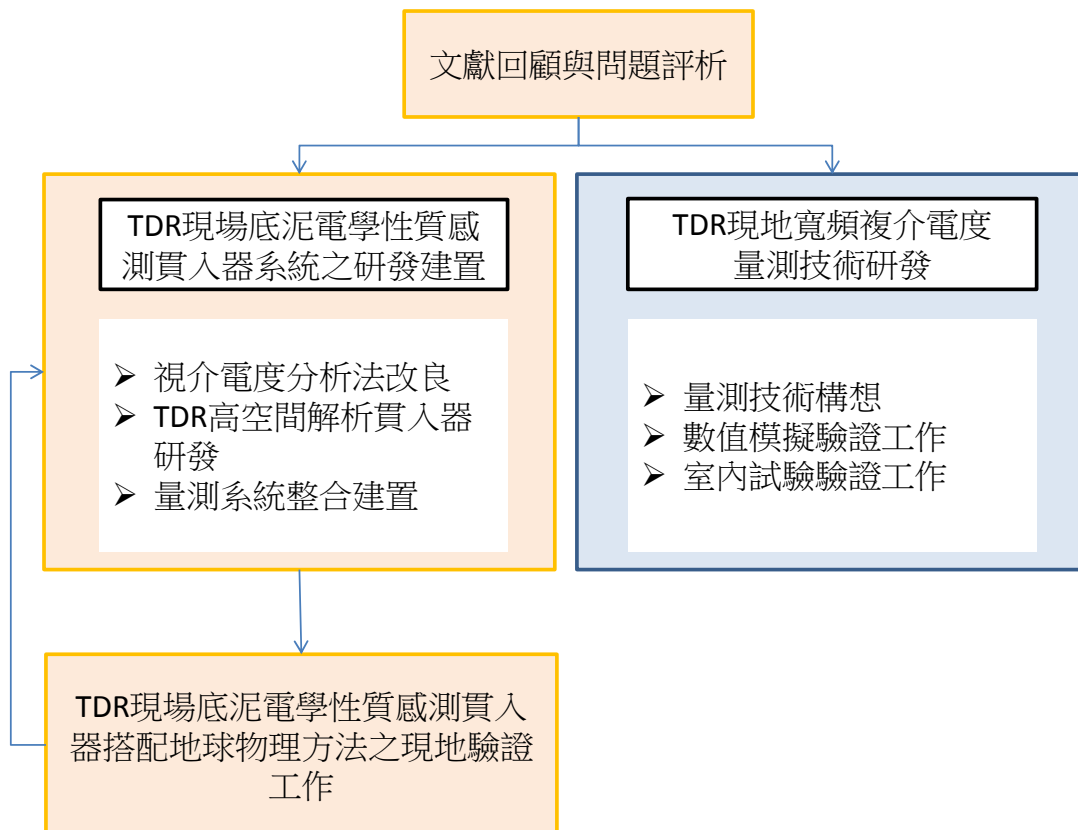 文獻回顧與問題評析
TDR現場底泥電學性質感
測貫入器系統之研發建置
➢ 視介電度分析法改良
➢ TDR高空間解析貫入器
研發
➢ 量測系統整合建置
TDR現地寬頻複介電度
量測技術研發
➢ 量測技術構想
➢ 數值模擬驗證工作
➢ 室內試驗驗證工作
TDR現場底泥電學性質感測貫入
器搭配地球物理方法之現地驗證
工作